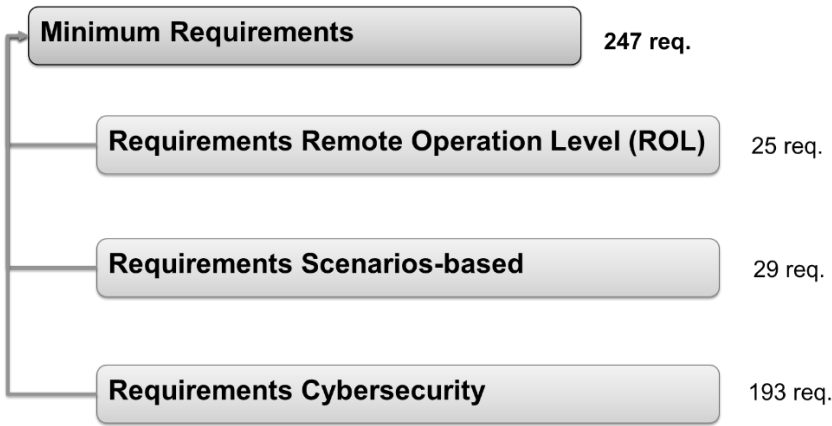 Minimum Requirements
247 req.
Requirements Remote Operation Level (ROL)
25 req.
Requirements Scenarios-based
29 req.
Requirements Cybersecurity
193 req.